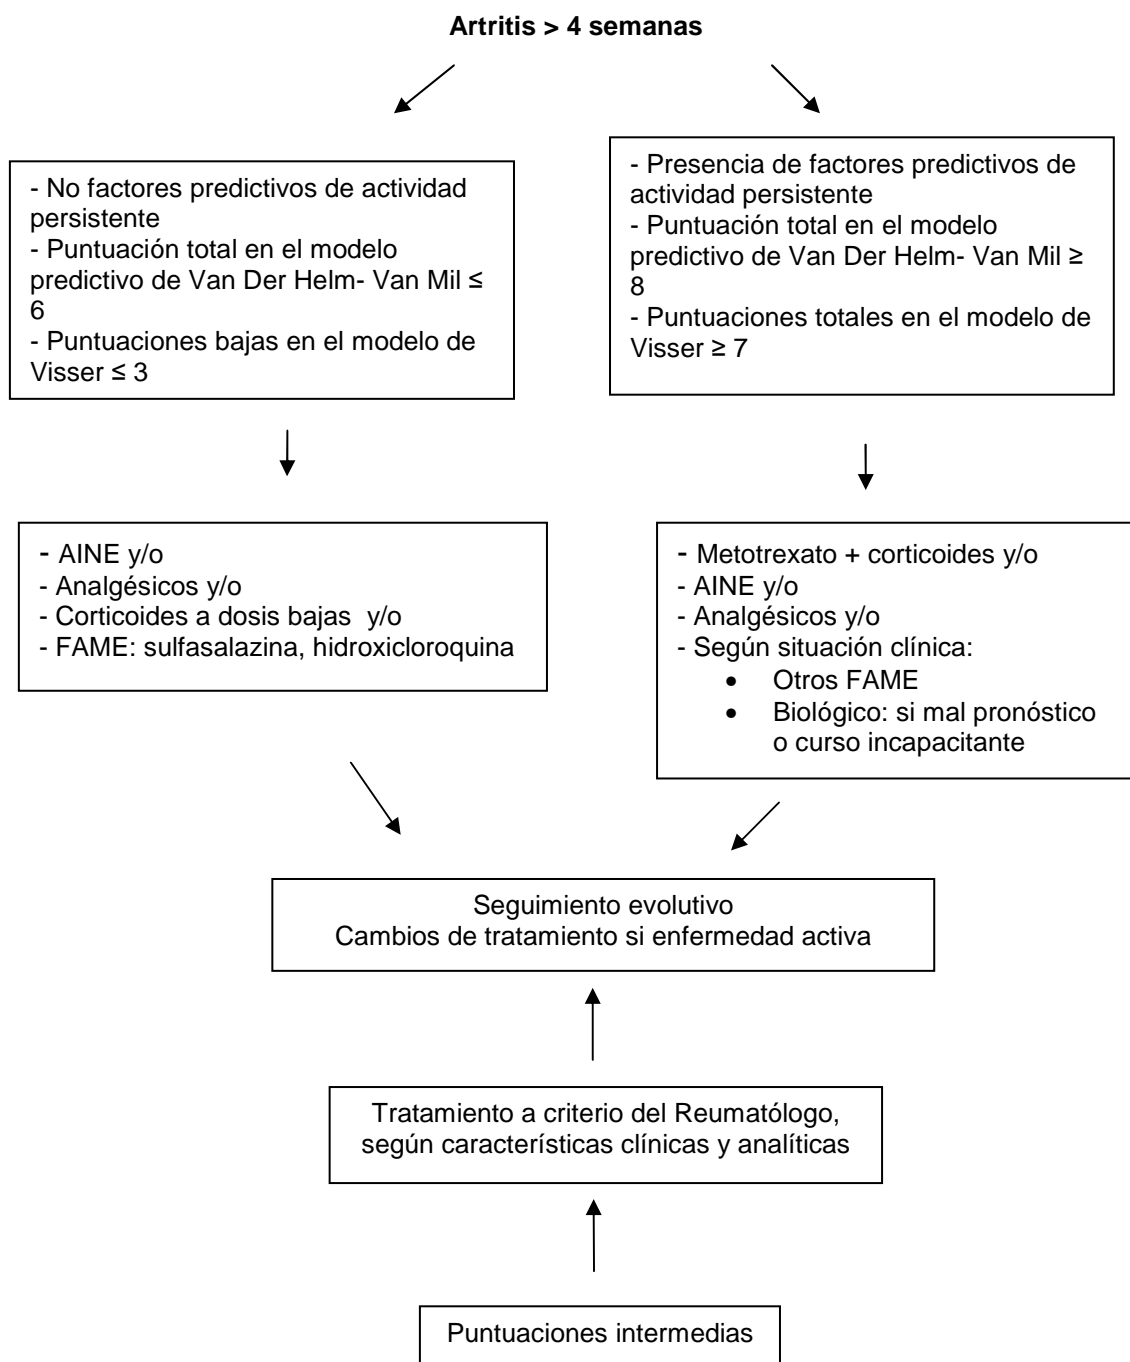 Artritis > 4 semanas
- No factores predictivos de actividad
persistente
- Puntuación total en el modelo
predictivo de Van Der Helm- Van Mil ≤
6
- Puntuaciones bajas en el modelo de
Visser ≤ 3
- Presencia de factores predictivos de
actividad persistente
- Puntuación total en el modelo
predictivo de Van Der Helm- Van Mil ≥
8
- Puntuaciones totales en el modelo de
Visser ≥ 7
- AINE y/o
- Analgésicos y/o
- Corticoides a dosis bajas y/o
- FAME: sulfasalazina, hidroxicloroquina
- Metotrexato + corticoides y/o
- AINE y/o
- Analgésicos y/o
- Según situación clínica:
• Otros FAME
• Biológico: si mal pronóstico
o curso incapacitante
Seguimiento evolutivo
Cambios de tratamiento si enfermedad activa
Tratamiento a criterio del Reumatólogo,
según características clínicas y analíticas
Puntuaciones intermedias